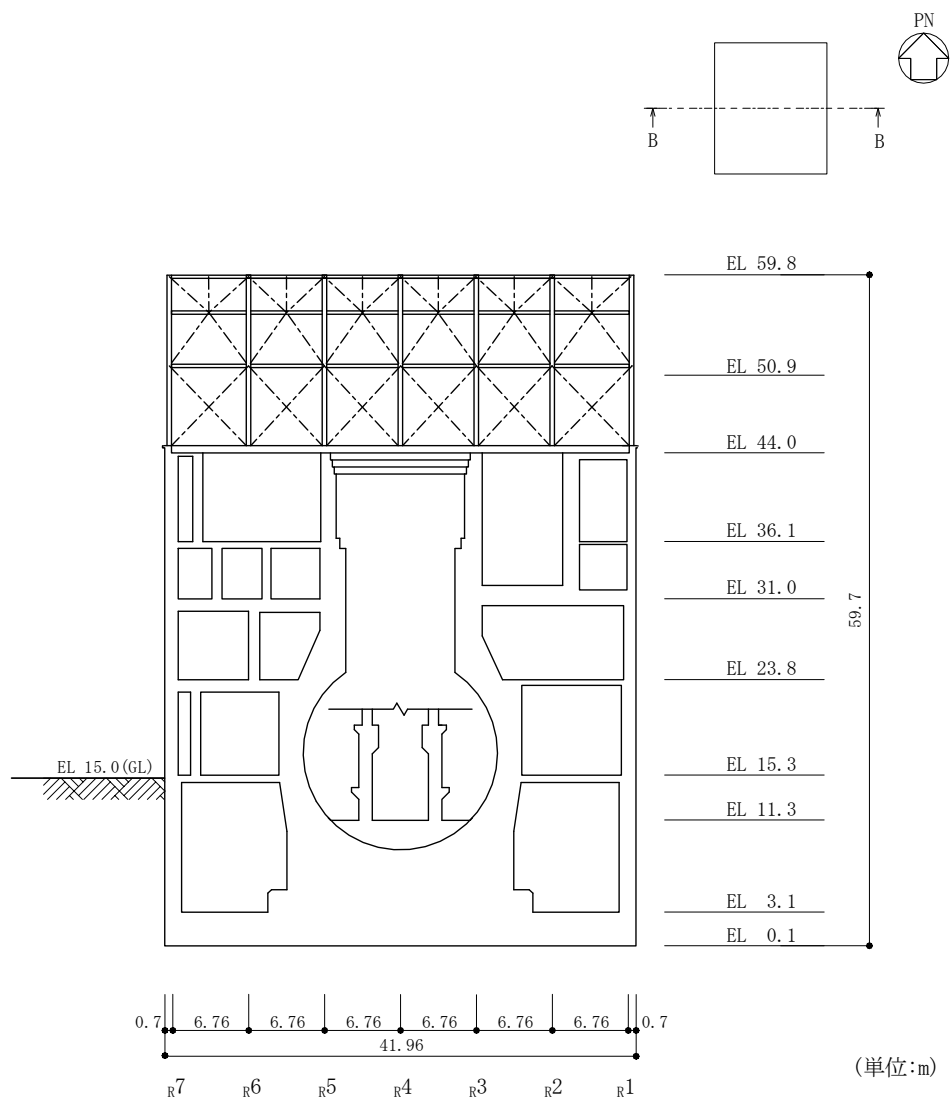 PN
B B
EL 59.8
EL 50.9
EL 44.0
EL 36.1
EL 31.0
59.7
EL 23.8
EL 15.0(GL)
EL 15.3
EL 11.3
EL 3.1
EL 0.1
0.7 6.76 6.76 6.76 6.76 6.76 6.76 0.7
41.96
(単位:m)
R7 R6 R5 R4 R3 R2 R1